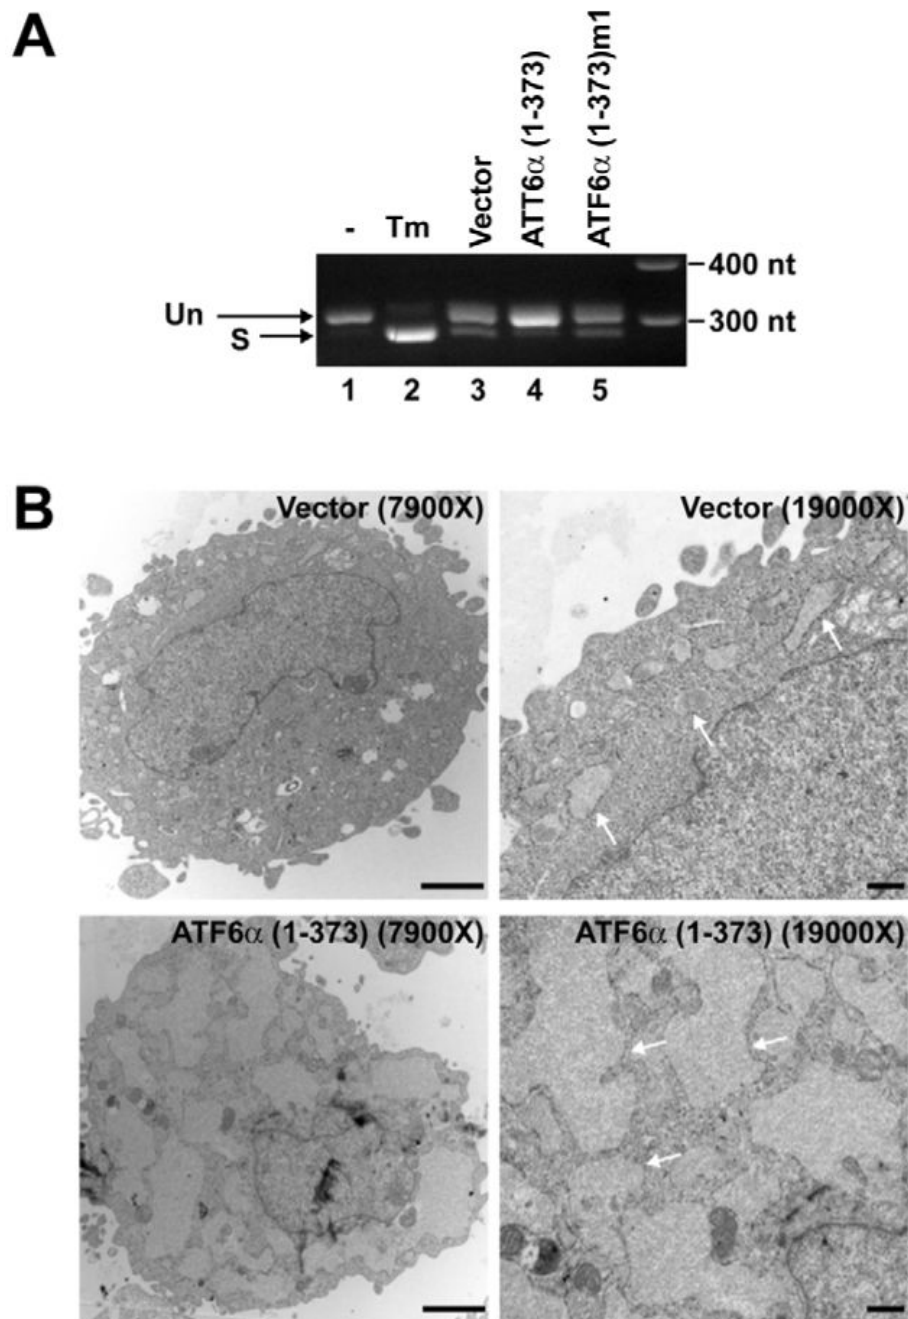 A
- Tm Vector ATT6α (1-373) ATF6α (1-373)m1
400 nt
Un 300 nt
S
1 2 3 4 5
B
Vector (7900X) Vector (19000X)
ATF6α (1-373) (7900X) ATF6α (1-373) (19000X)